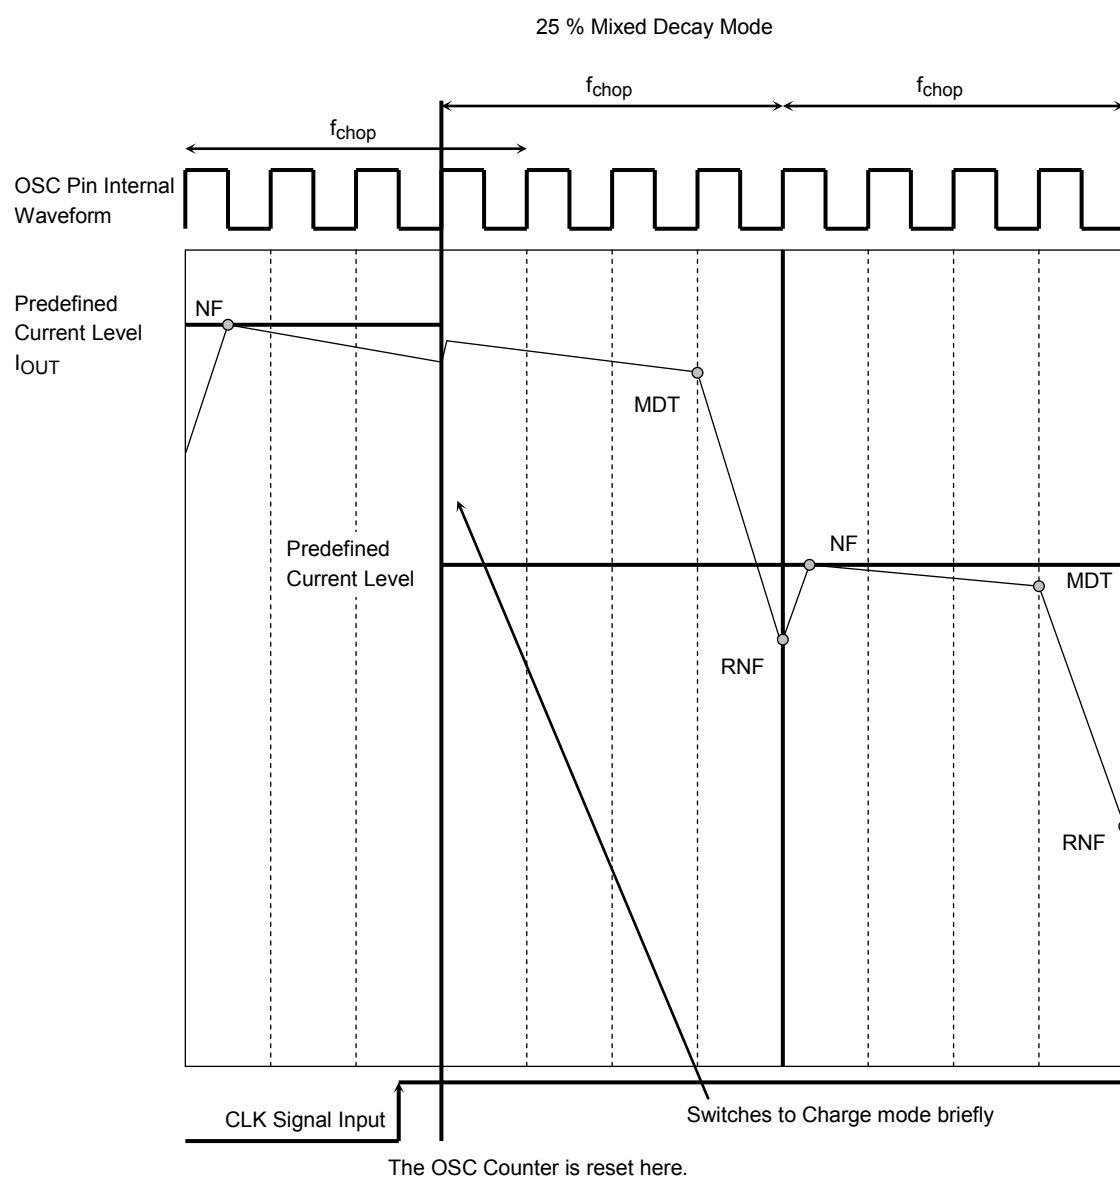 25 % Mixed Decay Mode
fchop
fchop
fchop
OSC Pin Internal
Waveform
Predefined
Current Level
IOUT
NF
MDT
Predefined
Current Level
NF
MDT
RNF
RNF
CLK Signal Input
Switches to Charge mode briefly
The OSC Counter is reset here.